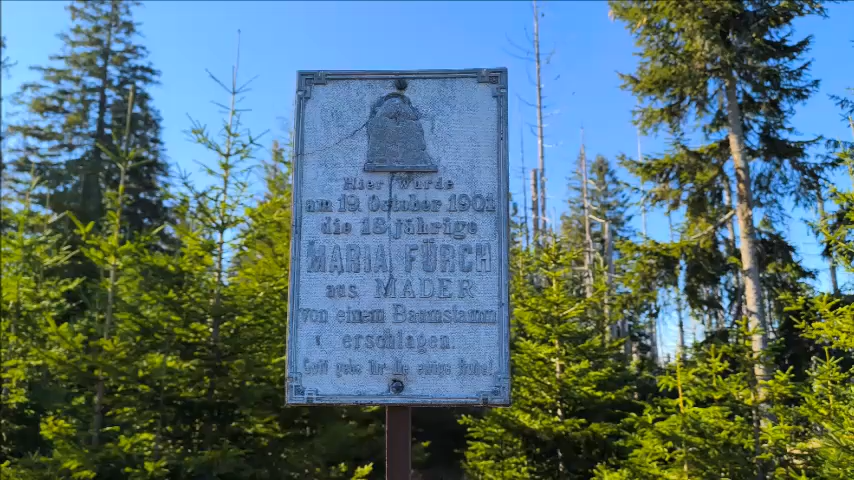 Hier wurde
am 19. October 1901
die 18 jährige
MARIA FÜRCH
aus MADER
von einem Baumstamm
erschlagen.
Gott gebe ihr die ewige Ruhe!